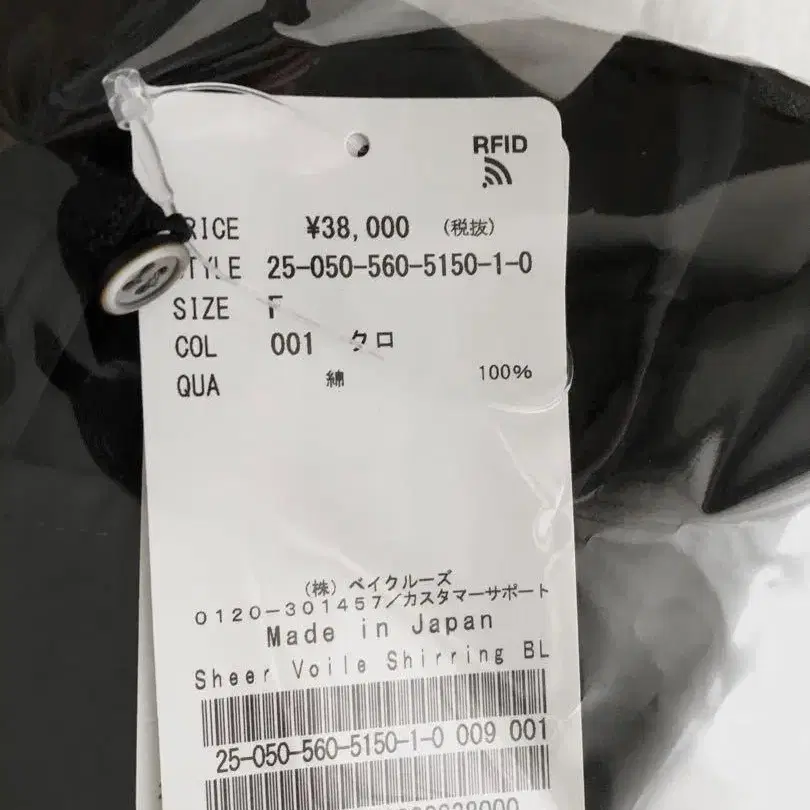 RFID
RICE ¥38,000 (税抜)
STYLE 25-050-560-5150-1-0
SIZE F
COL 001 クロ
QUA 綿 100%
(株) ベイクルーズ
0120-301457/カスタマーサポート
Made in Japan
Sheer Voile Shirring BL
25-050-560-5150-1-0 009 001